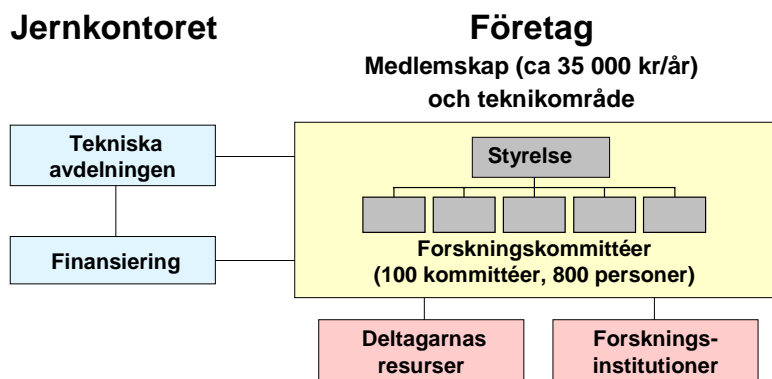 Jernkontoret
Företag
Medlemskap (ca 35 000 kr/år)
och teknikområde
Tekniska
avdelningen
Styrelse
Finansiering
Forskningskommittéer
(100 kommittéer, 800 personer)
Deltagarnas
resurser
Forsknings-
institutioner